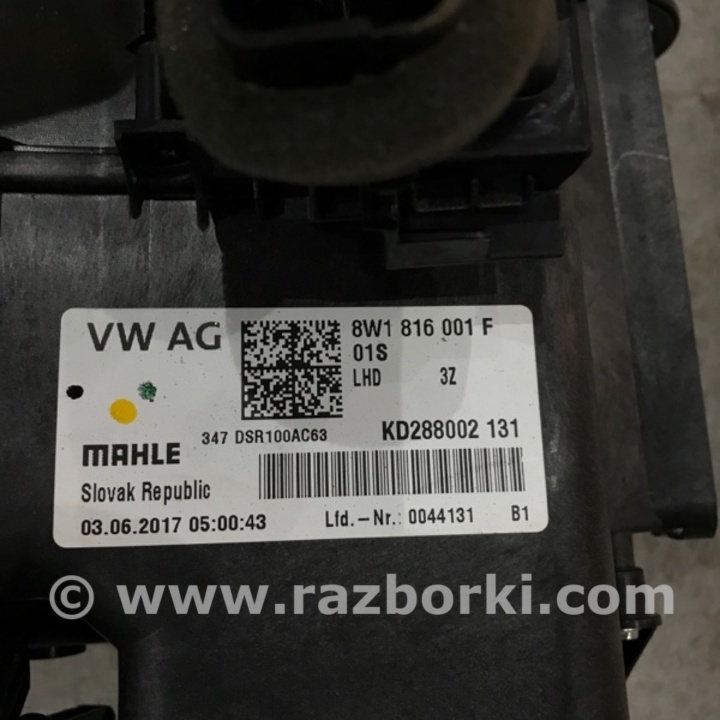 VW AG
8W1 816 001 F
01S
LHD 3Z
347 DSR100AC63
KD288002 131
MAHLE
Slovak Republic
03.06.2017 05:00:43
Lfd.-Nr.: 0044131 B1
© www.razborki.com